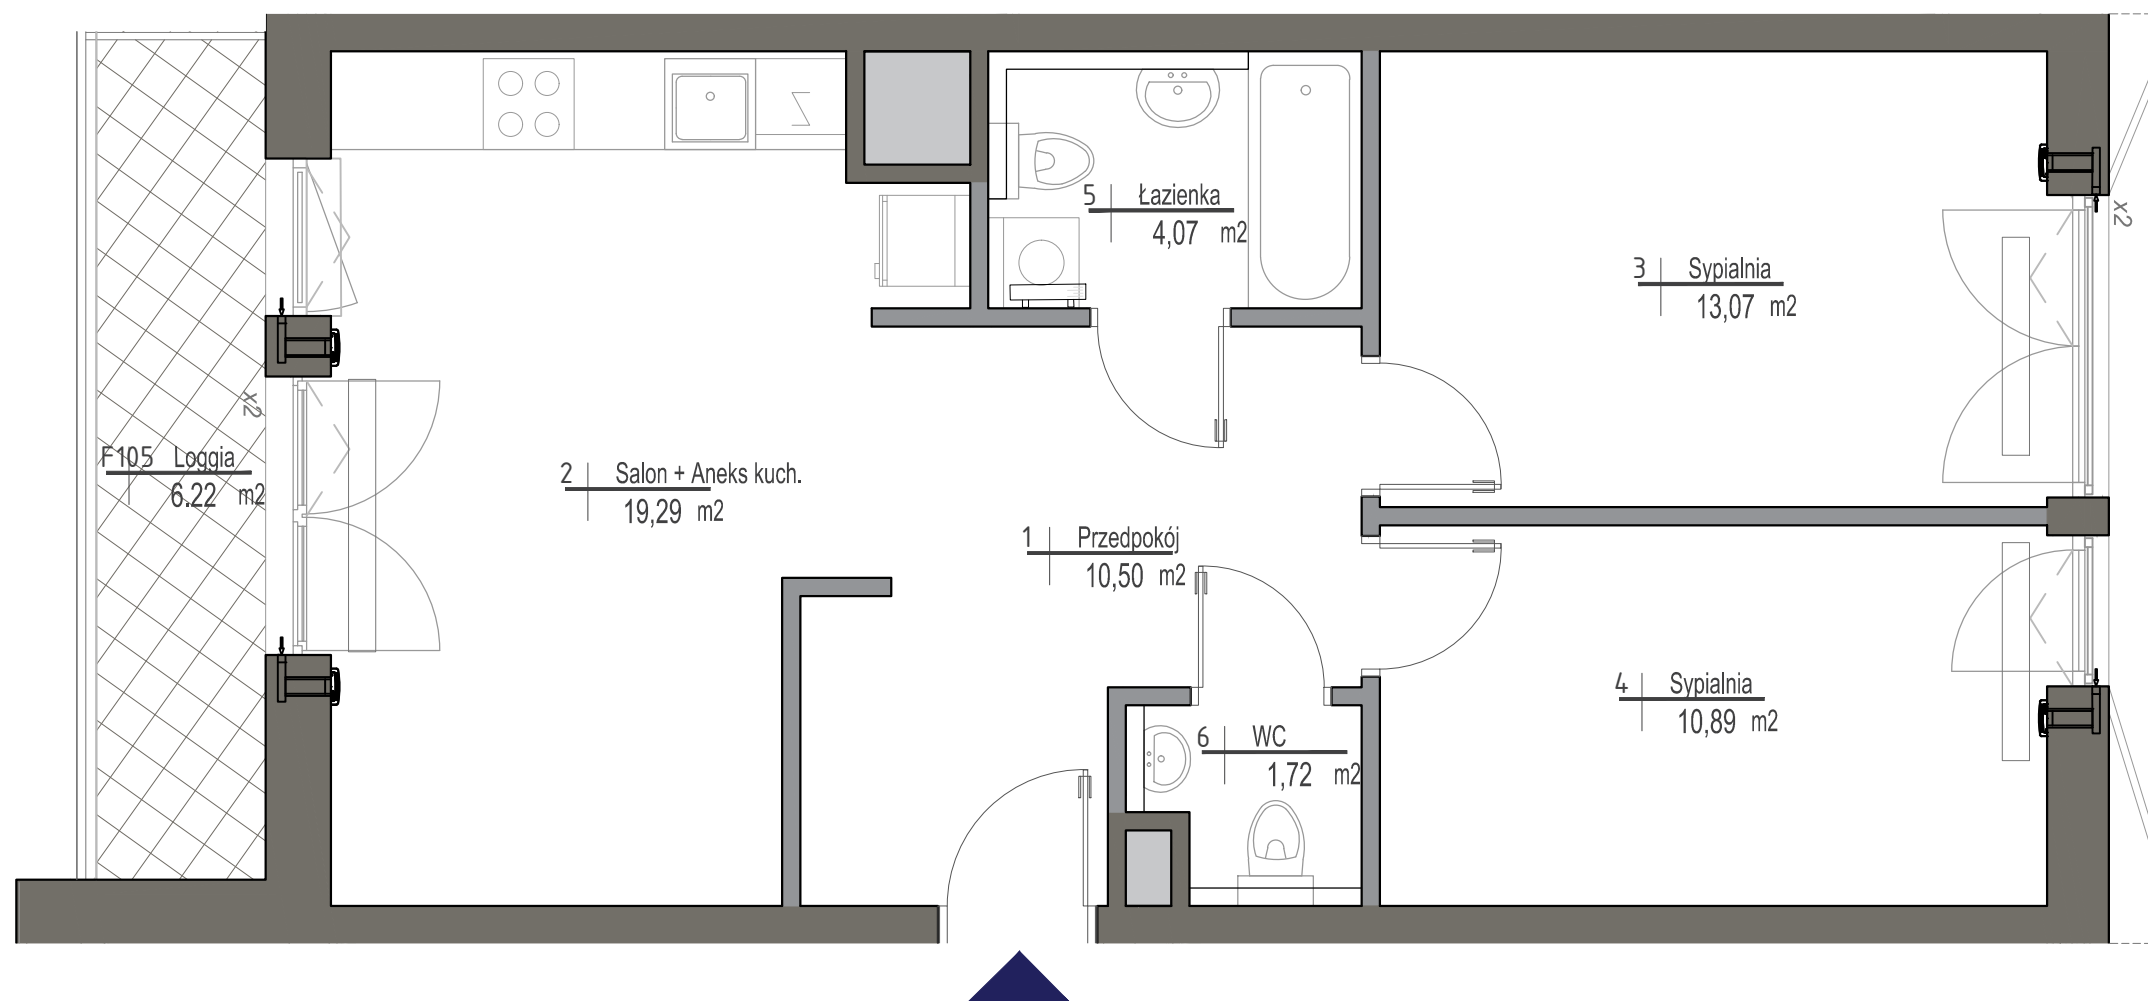 5 Łazienka
4,07 m2
x2
3 Sypialnia
13,07 m2
x2
F105 Loggia
6.22 m2
2 Salon + Aneks kuch.
19,29 m2
1 Przedpokój
10,50 m2
4 Sypialnia
10,89 m2
6 WC
1,72 m2